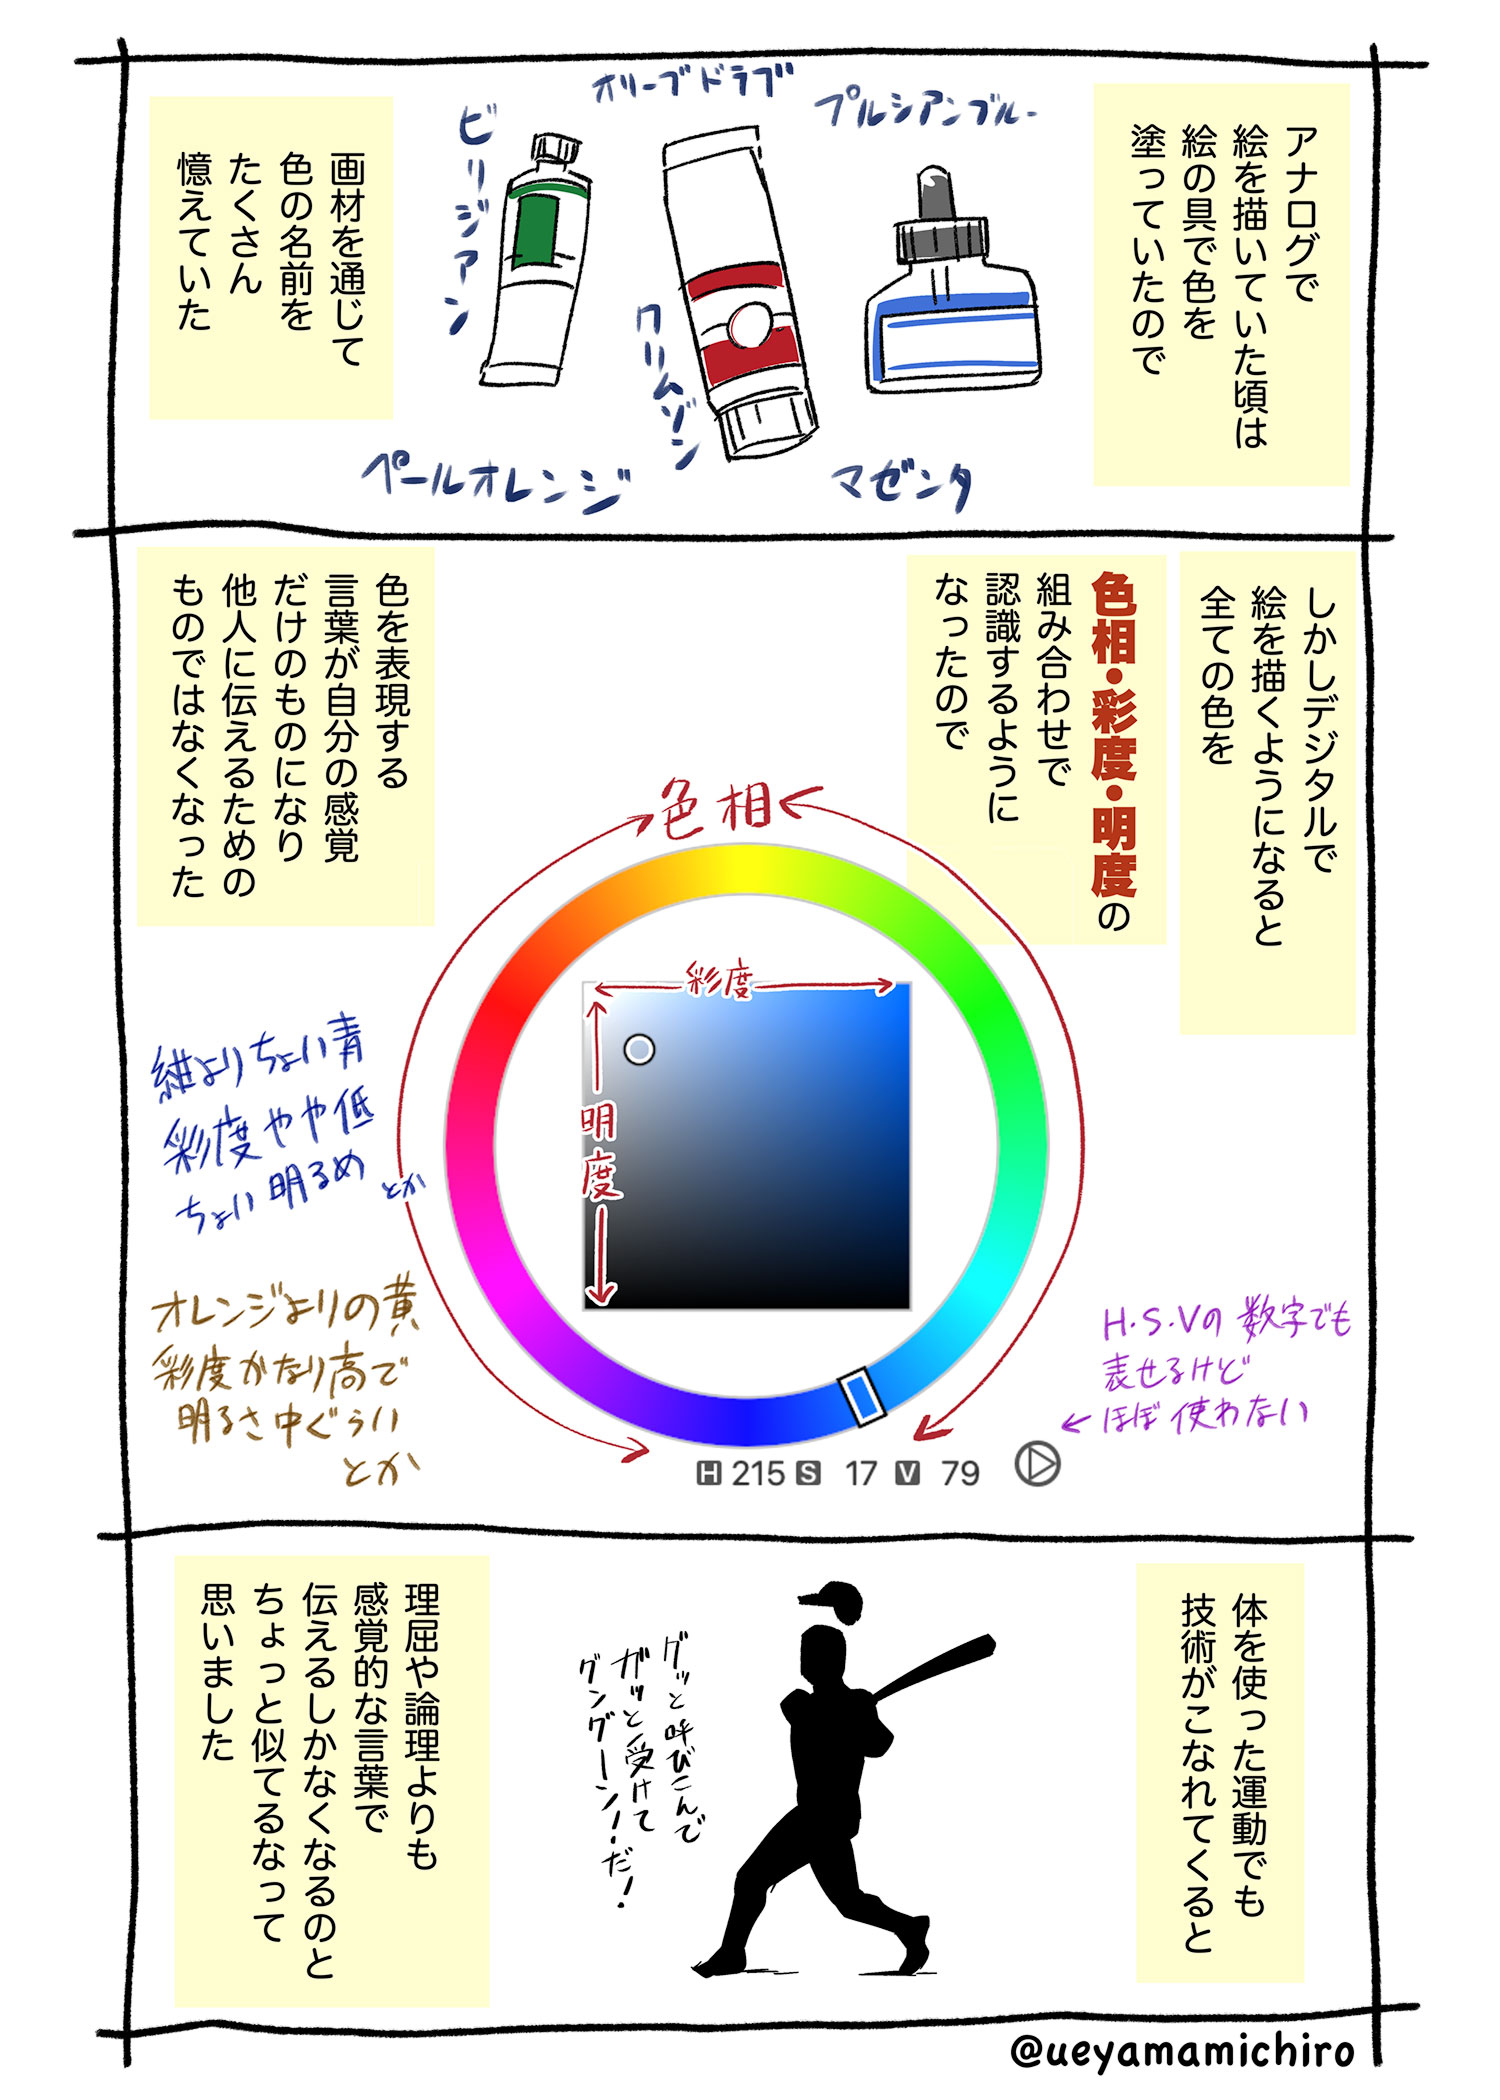 アナログで
絵を描いていた頃は
絵の具で色を
塗っていたので
プルシアンブルー
オリーブドラブ
ビリジアン
クリムゾン
マゼンタ
ペールオレンジ
画材を通じて
色の名前を
たくさん
憶えていた
しかしデジタルで
絵を描くようになると
全ての色を
色相・彩度・明度の
組み合わせで
認識するように
なったので
色相
彩度
明度
H 215 S 17 V 79
H・S・Vの数字でも
表せるけど
←ほぼ使わない
色を表現する
言葉が自分の感覚
だけのものになり
他人に伝えるための
ものではなくなった
よりちょい青
彩度やや低
ちょい明るめ
とか
オレンジよりの黄
彩度かなり高で
明るさ中ぐらい
とか
体を使った運動でも
技術がこなれてくると
グッと呼びこんで
ガッと受けて
グングーン！だ！
理屈や論理よりも
感覚的な言葉で
伝えるしかなくなるのと
ちょっと似てるなって
思いました
@ueyamamichiro